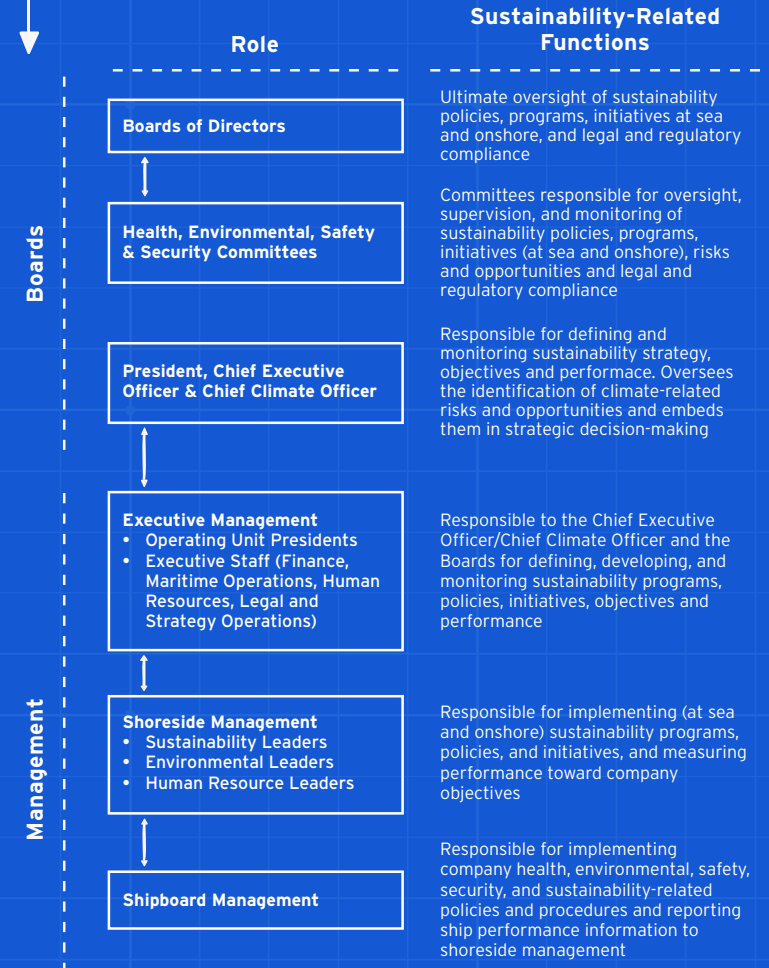 Role
Sustainability-Related
Functions
Boards
Boards of Directors
Ultimate oversight of sustainability
policies, programs, initiatives at sea
and onshore, and legal and regulatory
compliance
Health, Environmental, Safety
& Security Committees
Committees responsible for oversight,
supervision, and monitoring of
sustainability policies, programs,
initiatives (at sea and onshore), risks
and opportunities and legal and
regulatory compliance
President, Chief Executive
Officer & Chief Climate Officer
Responsible for defining and
monitoring sustainability strategy,
objectives and performace. Oversees
the identification of climate-related
risks and opportunities and embeds
them in strategic decision-making
Management
Executive Management
• Operating Unit Presidents
• Executive Staff (Finance,
Maritime Operations, Human
Resources, Legal and
Strategy Operations)
Responsible to the Chief Executive
Officer/Chief Climate Officer and the
Boards for defining, developing, and
monitoring sustainability programs,
policies, initiatives, objectives and
performance
Shoreside Management
• Sustainability Leaders
• Environmental Leaders
• Human Resource Leaders
Responsible for implementing (at sea
and onshore) sustainability programs,
policies, and initiatives, and measuring
performance toward company
objectives
Shipboard Management
Responsible for implementing
company health, environmental, safety,
security, and sustainability-related
policies and procedures and reporting
ship performance information to
shoreside management